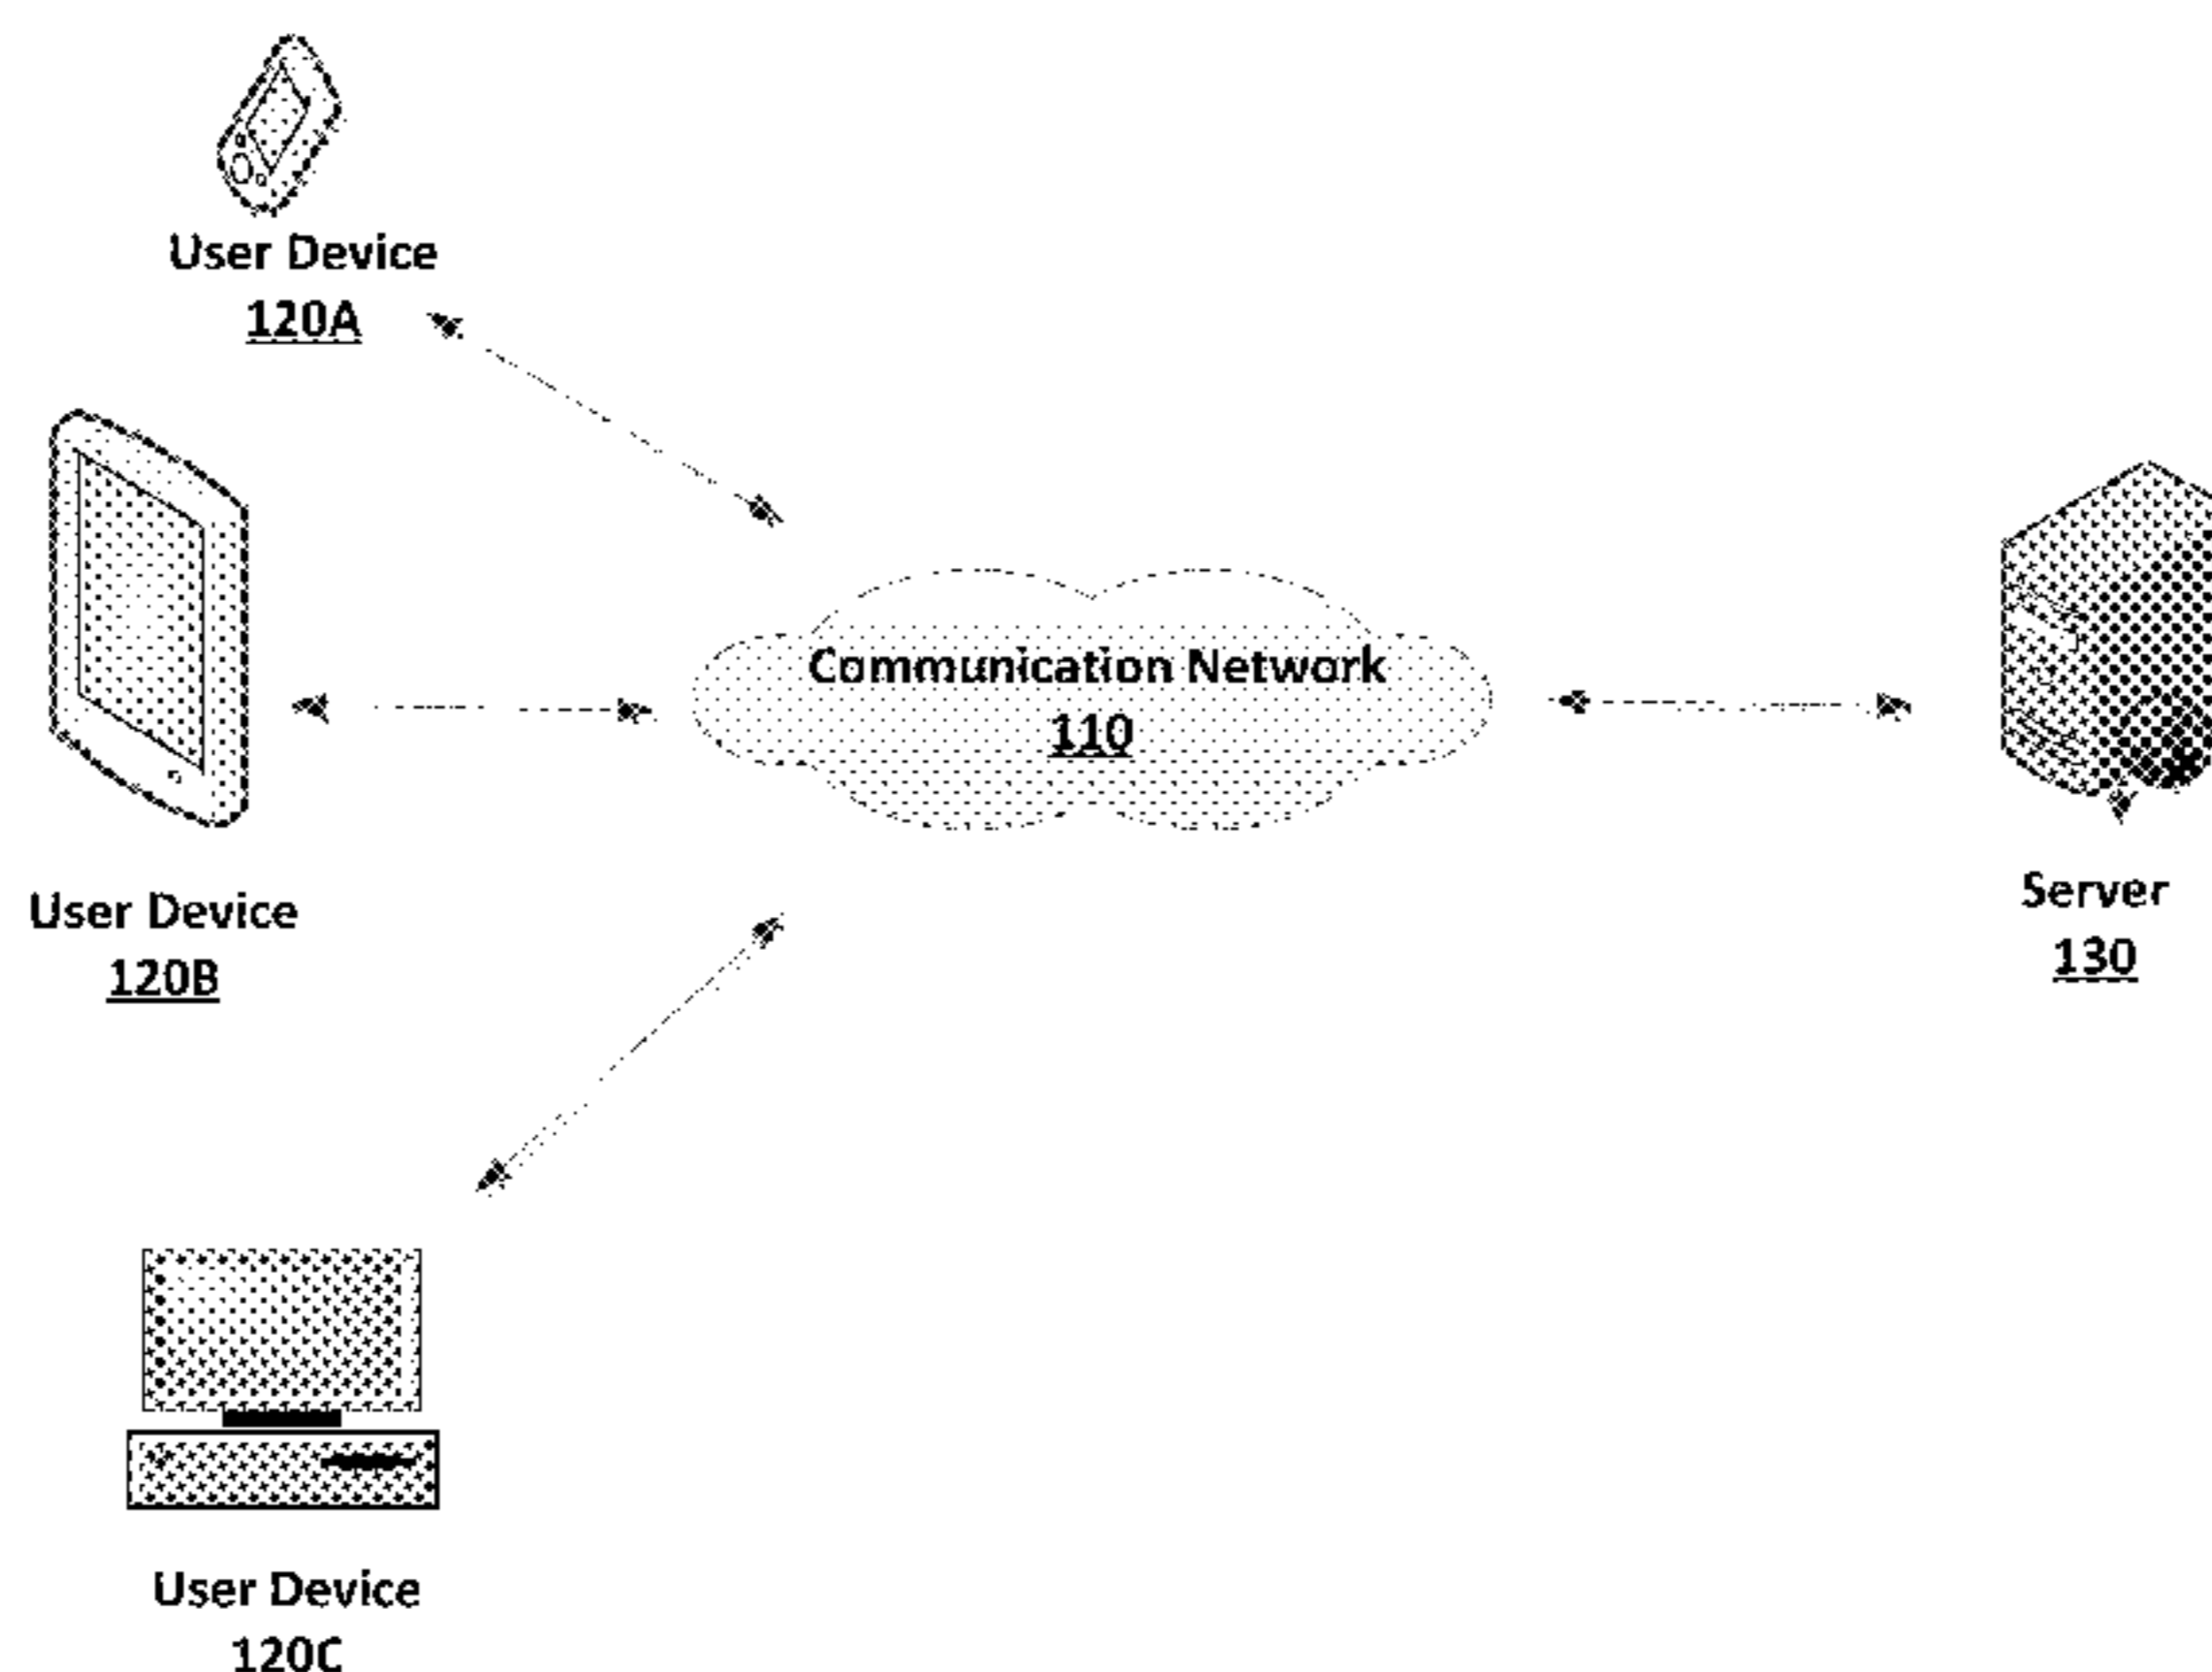 User Device
120A
Communication Network
110
User Device
120B
Server
130
User Device
120C